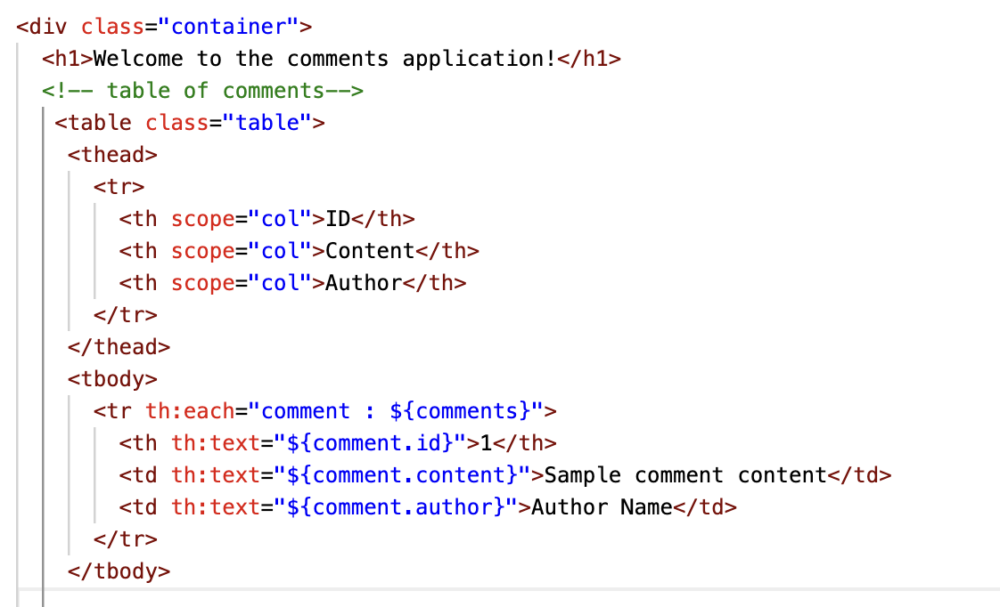 <div class="container">
<h1>Welcome to the comments application!</h1>
<!-- table of comments-->
<table class="table">
<thead>
<tr>
<th scope="col">ID</th>
<th scope="col">Content</th>
<th scope="col">Author</th>
</tr>
</thead>
<tbody>
<tr th:each="comment : ${comments}">
<th th:text="${comment.id}">1</th>
<td th:text="${comment.content}">Sample comment content</td>
<td th:text="${comment.author}">Author Name</td>
</tr>
</tbody>